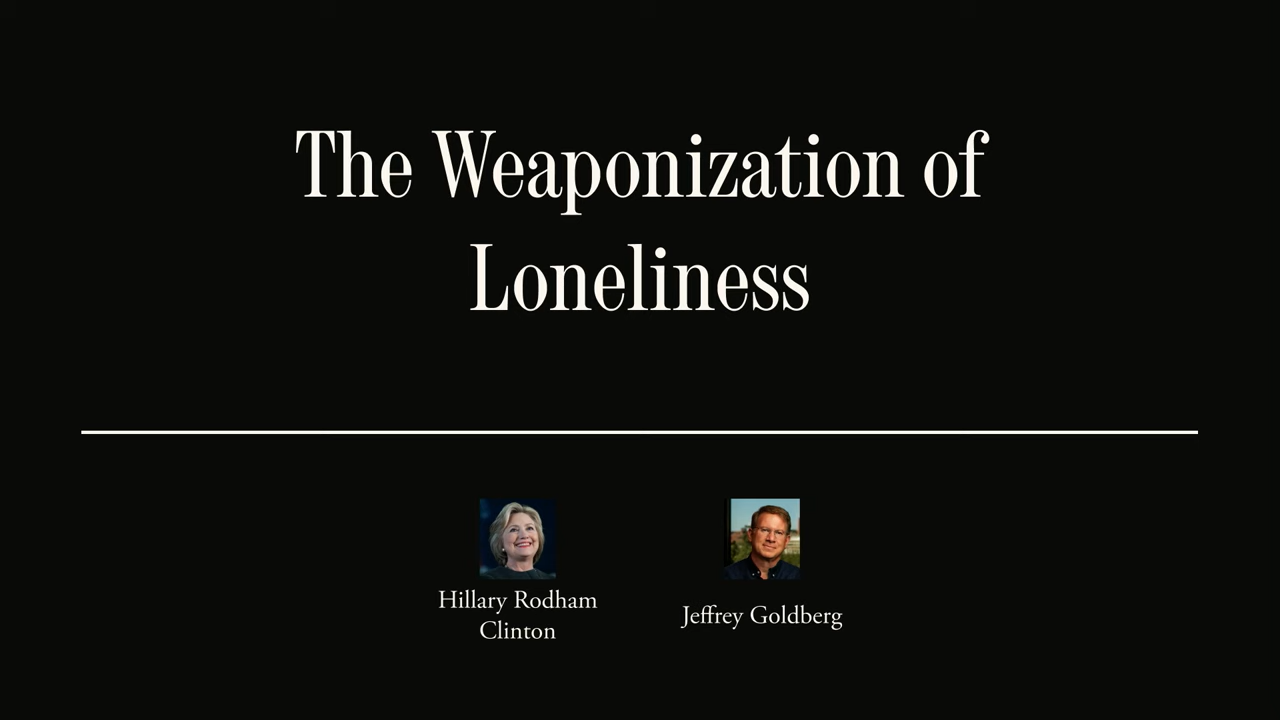 The Weaponization of
Loneliness
Hillary Rodham
Clinton
Jeffrey Goldberg